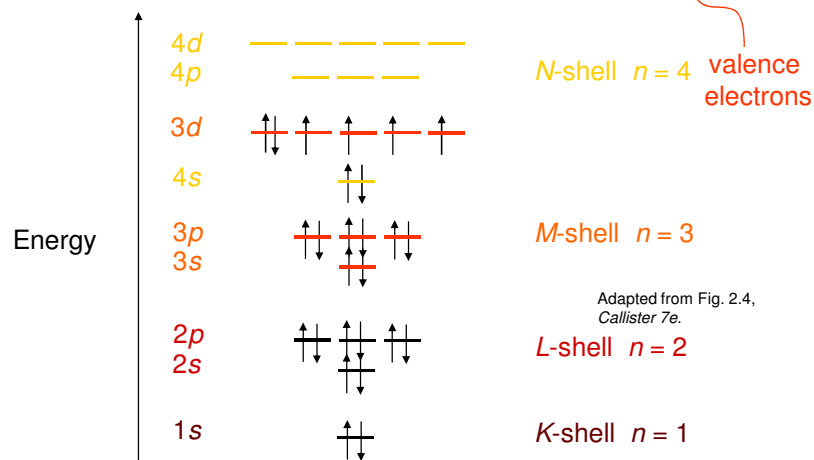 4d
4p
N-shell n = 4
valence
electrons
3d
4s
Energy
3p
3s
M-shell n = 3
Adapted from Fig. 2.4,
Callister 7e.
2p
2s
L-shell n = 2
1s
K-shell n = 1